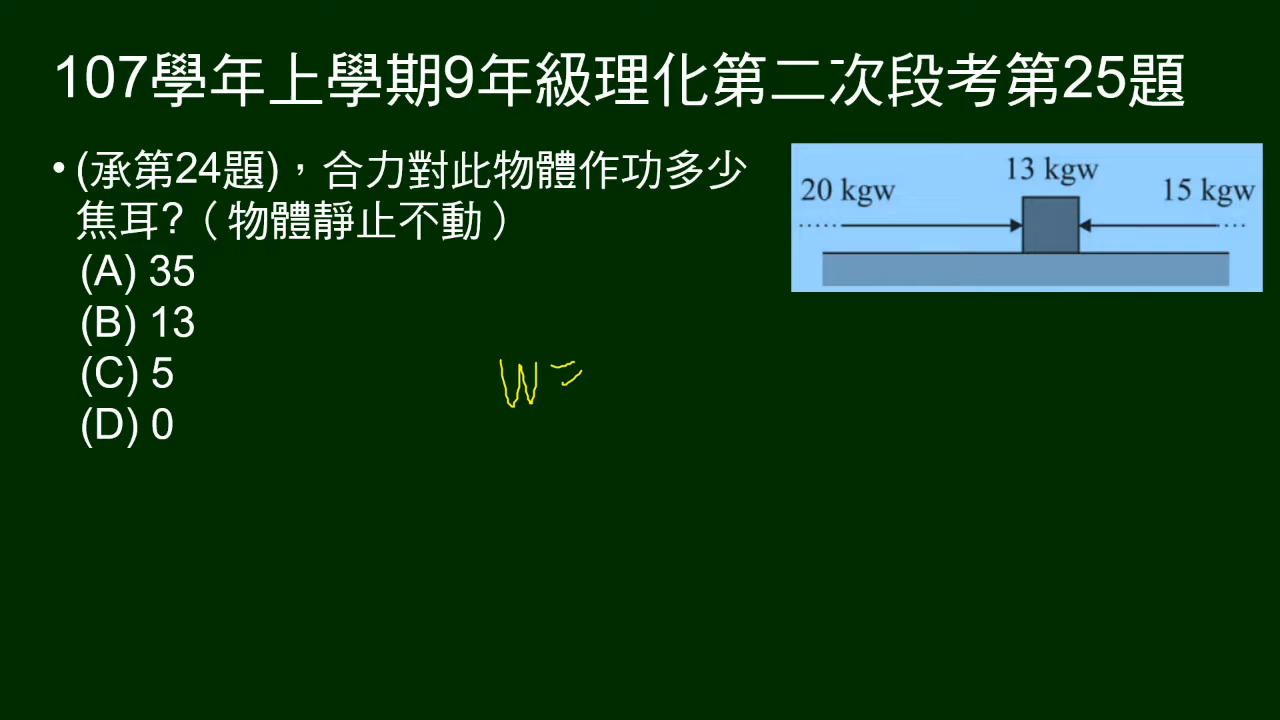 107學年上學期9年級理化第二次段考第25題
• (承第24題)，合力對此物體作功多少
焦耳?（物體靜止不動）
(A) 35
(B) 13
(C) 5
(D) 0
20 kgw
13 kgw
15 kgw
W=